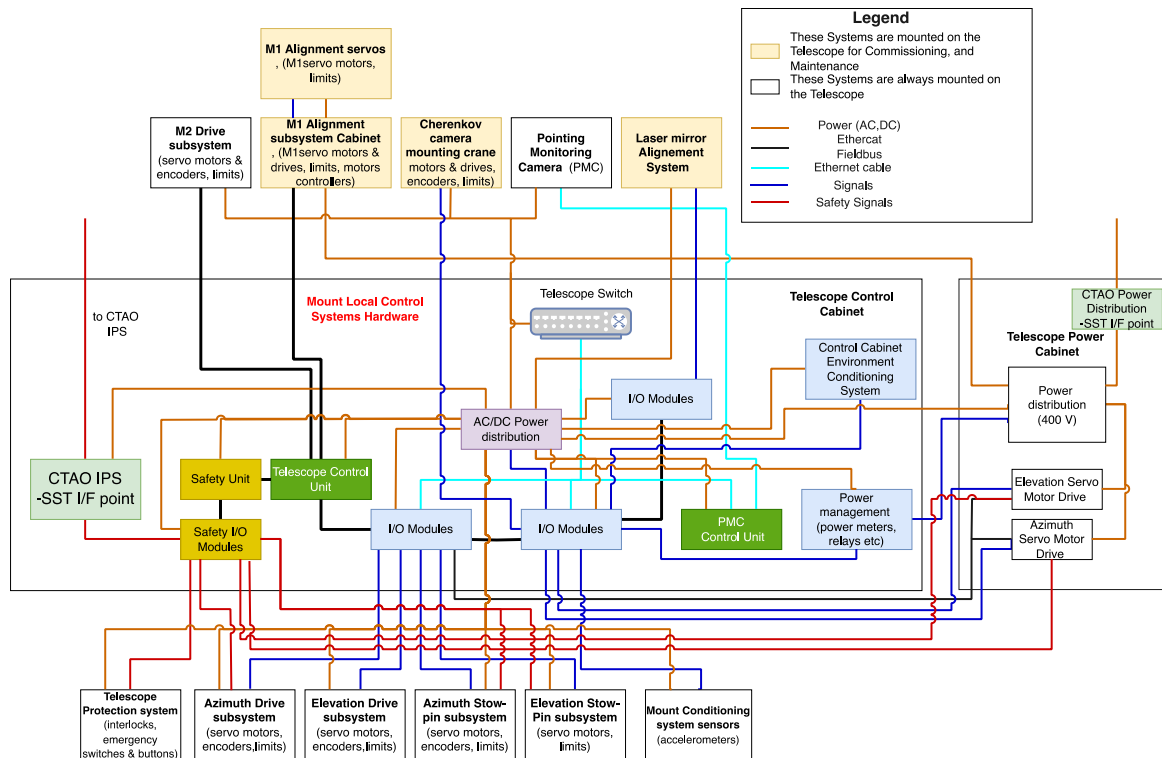 Legend
These Systems are mounted on the
Telescope for Commissioning, and
Maintenance
These Systems are always mounted on
the Telescope
Power (AC,DC)
Ethercat
Fieldbus
Ethernet cable
Signals
Safety Signals
M1 Alignment servos
, (M1servo motors,
limits)
M2 Drive
subsystem
(servo motors &
encoders, limits)
M1 Alignment
subsystem Cabinet
, (M1servo motors &
drives, limits, motors
controllers)
Cherenkov
camera
mounting crane
motors & drives,
encoders, limits)
Pointing
Monitoring
Camera (PMC)
Laser mirror
Alignement
System
to CTAO
IPS
Mount Local Control
Systems Hardware
Telescope Switch
Telescope Control
Cabinet
CTAO Power
Distribution
-SST I/F point
Telescope Power
Cabinet
Control Cabinet
Environment
Conditioning
System
I/O Modules
Power
distribution
(400 V)
AC/DC Power
distribution
CTAO IPS
-SST I/F point
Safety Unit
Telescope Control
Unit
Elevation Servo
Motor Drive
Safety I/O
Modules
I/O Modules
I/O Modules
PMC
Control Unit
Power
management
(power meters,
relays etc)
Azimuth
Servo Motor
Drive
Telescope
Protection system
(interlocks,
emergency
switches & buttons)
Azimuth Drive
subsystem
(servo motors,
encoders,limits)
Elevation Drive
subsystem
(servo motors,
encoders,limits)
Azimuth Stow-
pin subsystem
(servo motors,
encoders, limits)
Elevation Stow-
Pin subsystem
(servo motors,
limits)
Mount Conditioning
system sensors
(accelerometers)